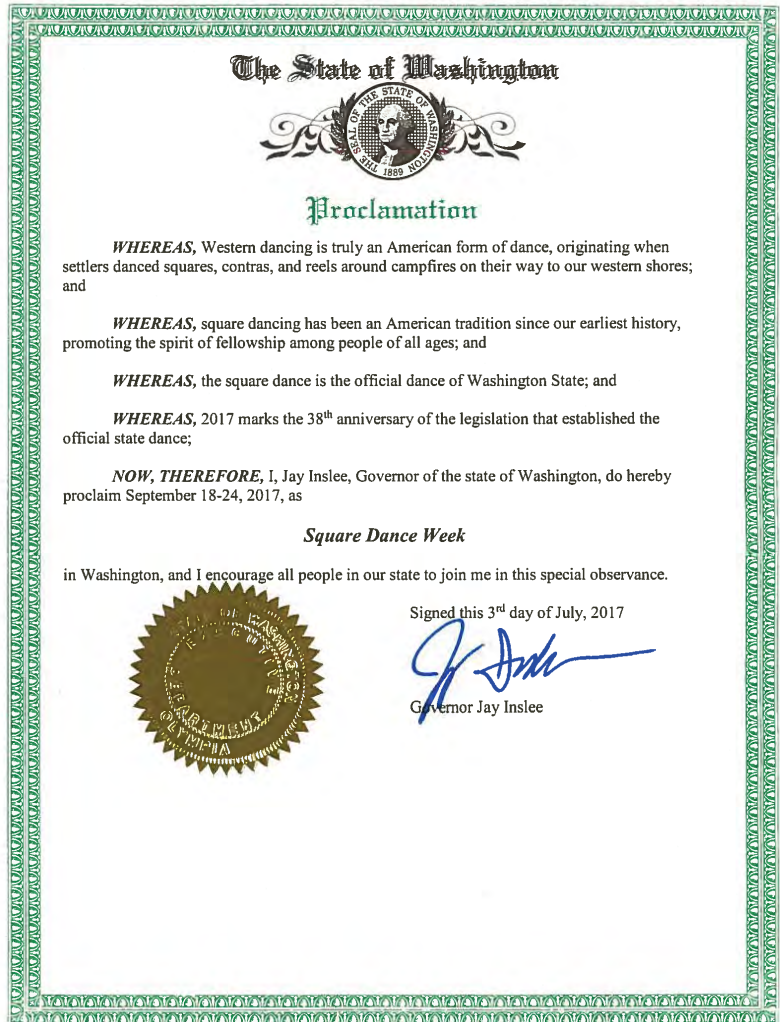 The State of Washington
THE SEAL OF THE STATE OF WASHINGTON
1889
Proclamation
WHEREAS, Western dancing is truly an American form of dance, originating when
settlers danced squares, contras, and reels around campfires on their way to our western shores;
and
WHEREAS, square dancing has been an American tradition since our earliest history,
promoting the spirit of fellowship among people of all ages; and
WHEREAS, the square dance is the official dance of Washington State; and
WHEREAS, 2017 marks the 38th anniversary of the legislation that established the
official state dance;
NOW, THEREFORE, I, Jay Inslee, Governor of the state of Washington, do hereby
proclaim September 18-24, 2017, as
Square Dance Week
in Washington, and I encourage all people in our state to join me in this special observance.
Signed this 3rd day of July, 2017
Governor Jay Inslee
OF WASHINGTON
EXECUTIVE
DEPARTMENT
OLYMPIA